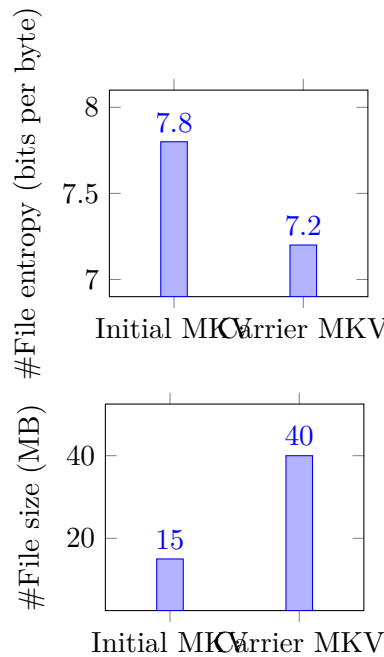 #File entropy (bits per byte)
8
7.5
7
7.8
7.2
Initial MKV
Carrier MKV
#File size (MB)
40
20
15
40
Initial MKV
Carrier MKV